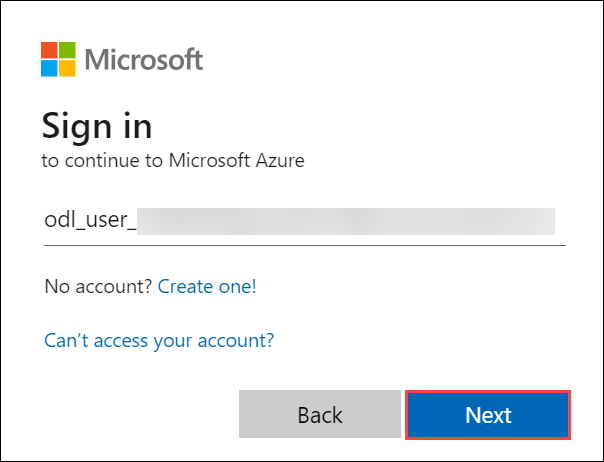 Microsoft
Sign in
to continue to Microsoft Azure
odl_user_
No account? Create one!
Can't access your account?
Back
Next